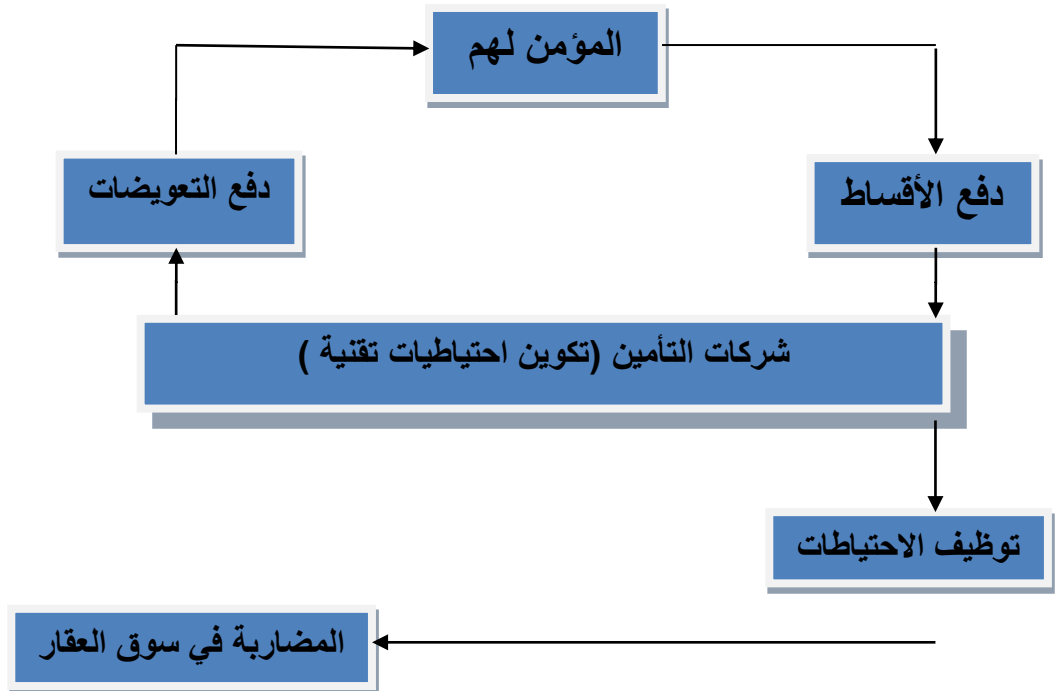 المؤمن لهم
دفع التعويضات
دفع الأقساط
شركات التأمين (تكوين احتياطيات تقنية )
توظيف الاحتياطات
المضاربة في سوق العقار